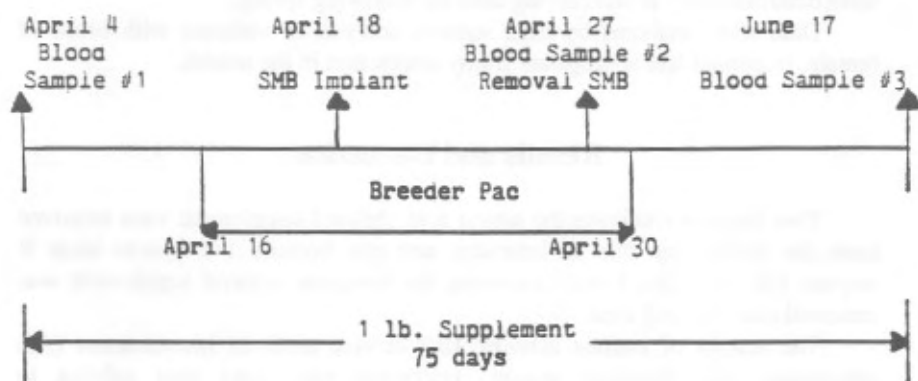 April 4
Blood
Sample #1
April 18
SMB Implant
April 27
Blood Sample #2
Removal SMB
June 17
Blood Sample #3
Breeder Pac
April 16
April 30
1 lb. Supplement
75 days